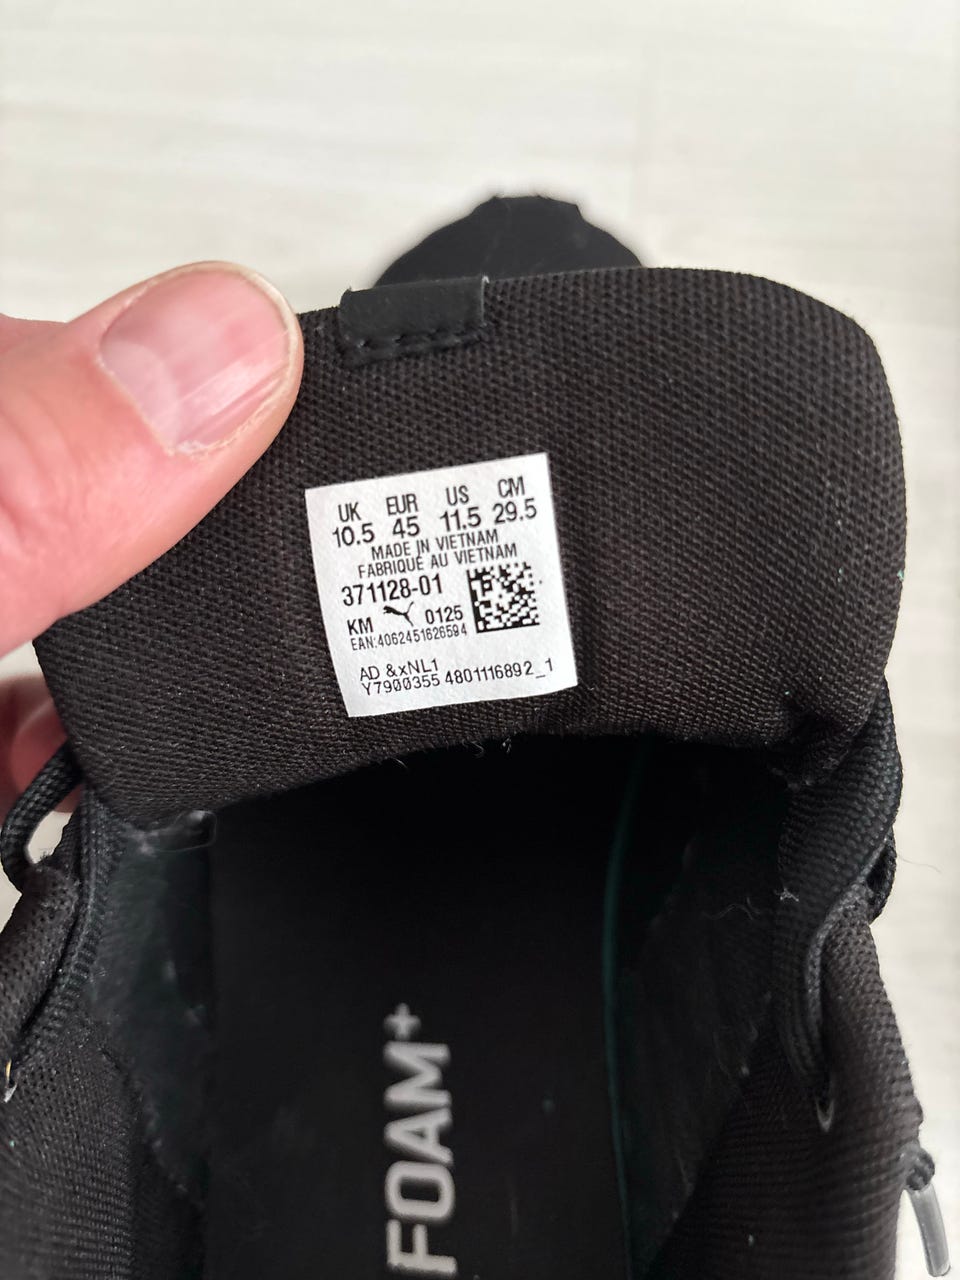 UK EUR US CM
10.5 45 11.5 29.5
MADE IN VIETNAM
FABRIQUÉ AU VIETNAM
371128-01
KM 0125
EAN:4062451626594
AD &xNL1
Y7900355 4801116892_1
FOAM+